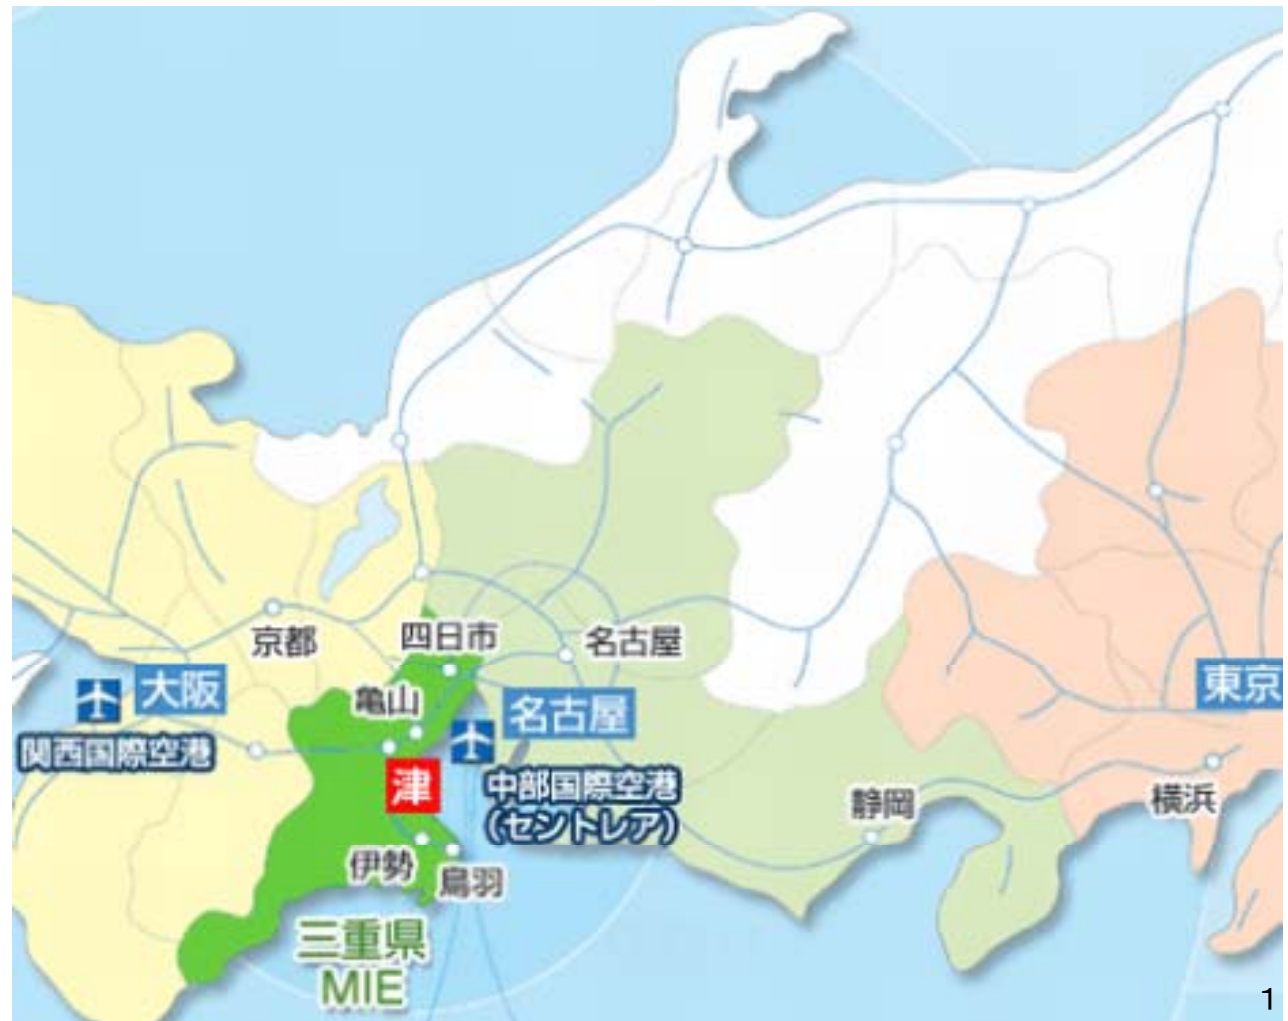 京都
四日市
名古屋
大阪
亀山
名古屋
東京
関西国際空港
津
中部国際空港
(セントレア)
静岡
横浜
伊勢
鳥羽
三重県
MIE
1